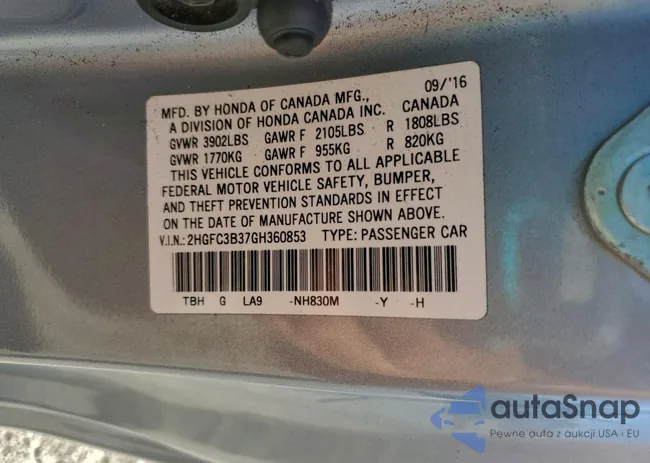 09/'16
MFD. BY HONDA OF CANADA MFG., CANADA
A DIVISION OF HONDA CANADA INC.
GVWR 3902LBS GAWR F 2105LBS R 1808LBS
GVWR 1770KG GAWR F 955KG R 820KG
THIS VEHICLE CONFORMS TO ALL APPLICABLE
FEDERAL MOTOR VEHICLE SAFETY, BUMPER,
AND THEFT PREVENTION STANDARDS IN EFFECT
ON THE DATE OF MANUFACTURE SHOWN ABOVE.
V.I.N.: 2HGFC3B37GH360853 TYPE: PASSENGER CAR
TBH G LA9 -NH830M -Y -H
autaSnap
Pewne auta z aukcji USA i EU